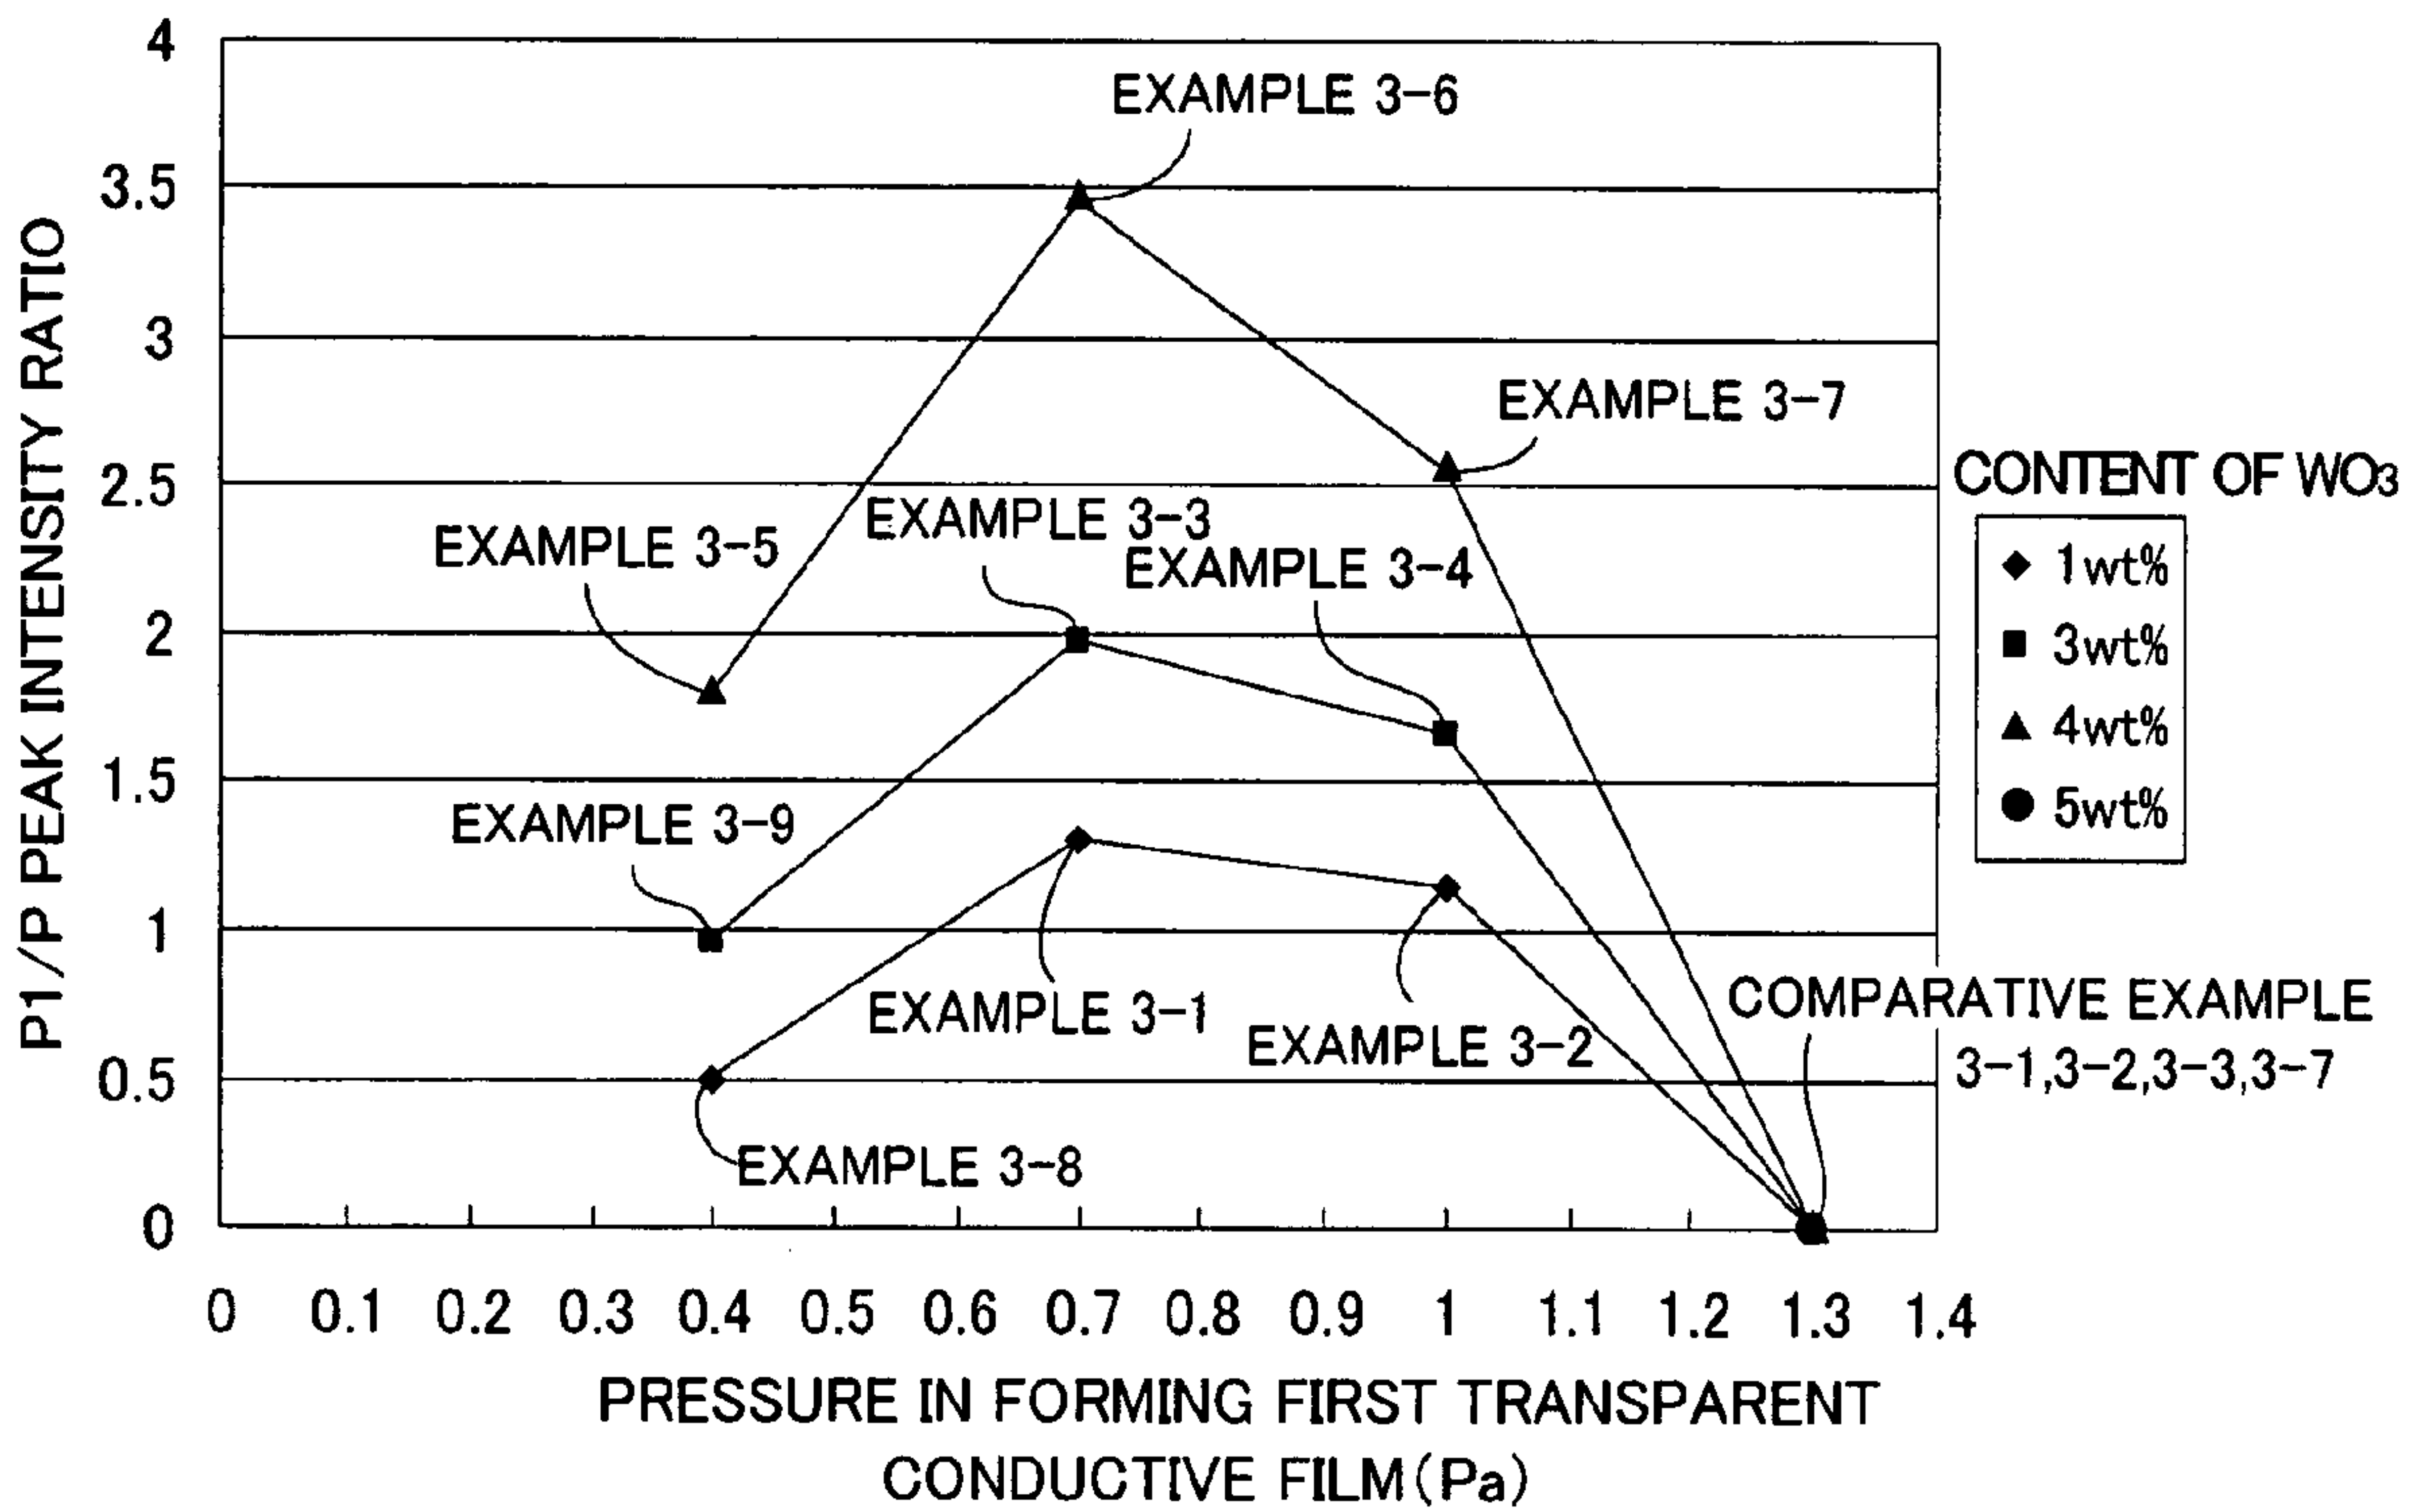 P1/P PEAK INTENSITY RATIO
4
3.5
3
2.5
2
1.5
1
0.5
0
EXAMPLE 3-6
EXAMPLE 3-7
EXAMPLE 3-3
EXAMPLE 3-5
EXAMPLE 3-4
EXAMPLE 3-9
EXAMPLE 3-1
EXAMPLE 3-2
EXAMPLE 3-8
COMPARATIVE EXAMPLE
3-1,3-2,3-3,3-7
CONTENT OF WO3
◆ 1wt%
■ 3wt%
▲ 4wt%
● 5wt%
0 0.1 0.2 0.3 0.4 0.5 0.6 0.7 0.8 0.9 1 1.1 1.2 1.3 1.4
PRESSURE IN FORMING FIRST TRANSPARENT
CONDUCTIVE FILM(Pa)